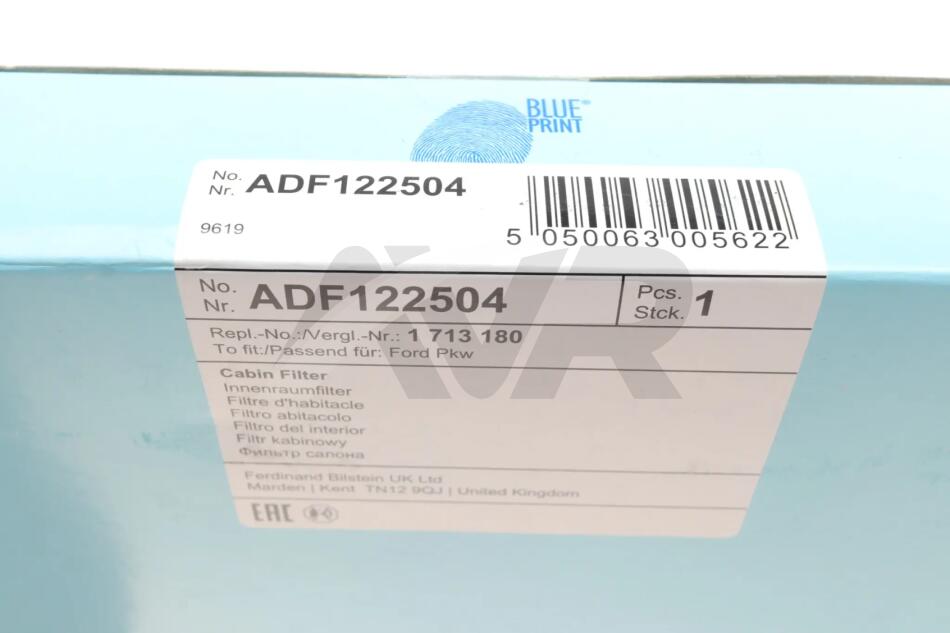 BLUE
PRINT
No.
Nr. ADF122504
9619
5 050063 005622
No.
Nr. ADF122504
Pcs.
Stck. 1
Repl.-No.:/Vergl.-Nr.: 1 713 180
To fit:/Passend für: Ford Pkw
Cabin Filter
Innenraumfilter
Filtre d'habitacle
Filtro abitacolo
Filtro del interior
Filtr kabinowy
Фильтр салона
Ferdinand Bilstein UK Ltd
Marden | Kent TN12 9QJ | United Kingdom
EAC
AVR